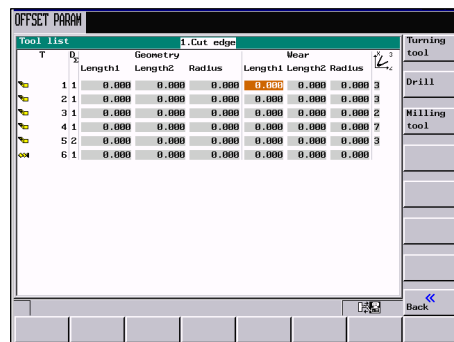 OFFSET PARAM
Tool list 1.Cut edge
T D Σ Geometry Wear 3
Length1 Length2 Radius Length1 Length2 Radius
1 1 0.000 0.000 0.000 0.000 0.000 0.000 3
2 1 0.000 0.000 0.000 0.000 0.000 0.000 3
3 1 0.000 0.000 0.000 0.000 0.000 0.000 2
4 1 0.000 0.000 0.000 0.000 0.000 0.000 7
5 2 0.000 0.000 0.000 0.000 0.000 0.000 3
6 1 0.000 0.000 0.000 0.000 0.000 0.000
Turning
tool
Drill
Milling
tool
Back